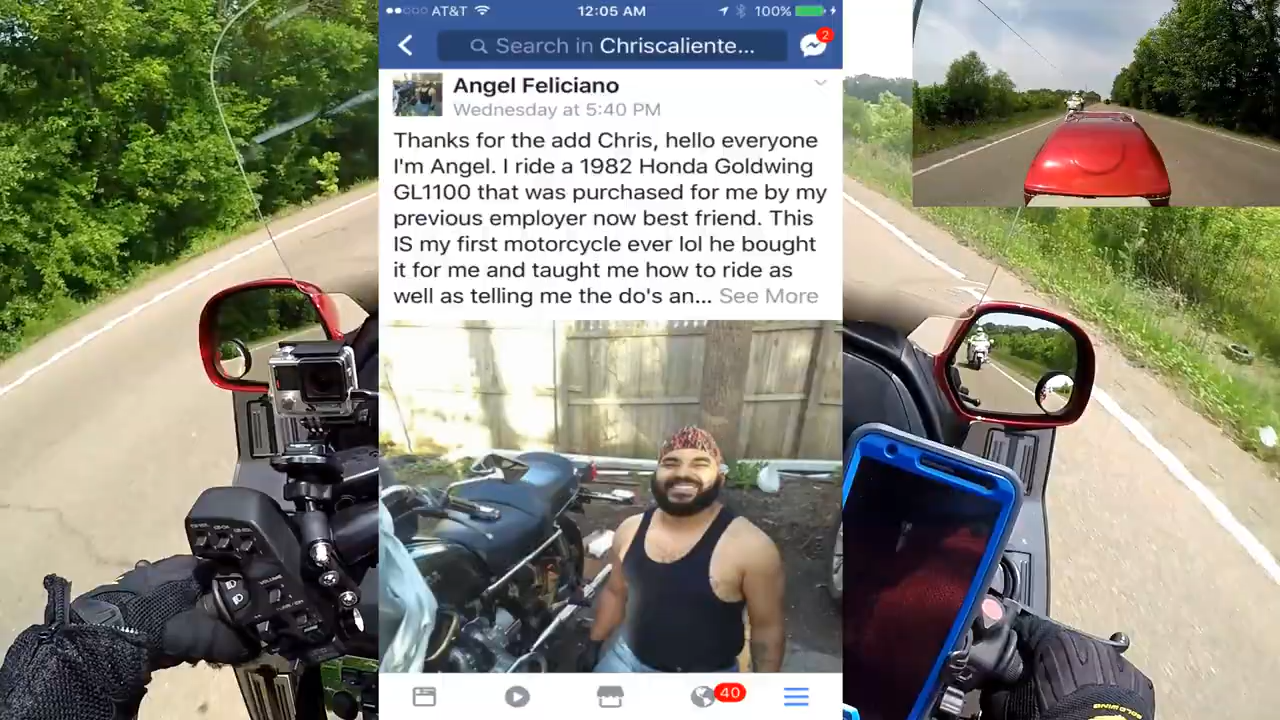 AT&T 12:05 AM 100%
Search in Chriscaliente... 2
Angel Feliciano
Wednesday at 5:40 PM
Thanks for the add Chris, hello everyone
I'm Angel. I ride a 1982 Honda Goldwing
GL1100 that was purchased for me by my
previous employer now best friend. This
IS my first motorcycle ever lol he bought
it for me and taught me how to ride as
well as telling me the do's an... See More
VOLUME
40